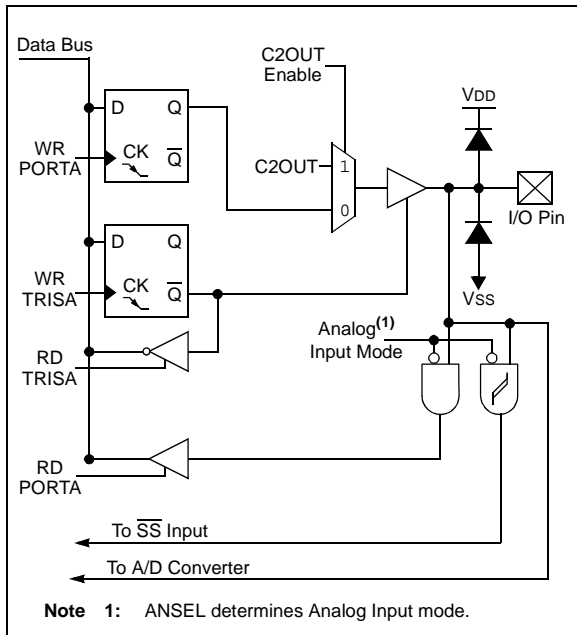 Data Bus
C2OUT
Enable
VDD
D Q
WR
PORTA
CK Q̅
C2OUT
1
0
I/O Pin
D Q
WR
TRISA
CK Q̅
VSS
Analog(1)
Input Mode
RD
TRISA
RD
PORTA
To S̅S̅ Input
To A/D Converter
Note 1: ANSEL determines Analog Input mode.